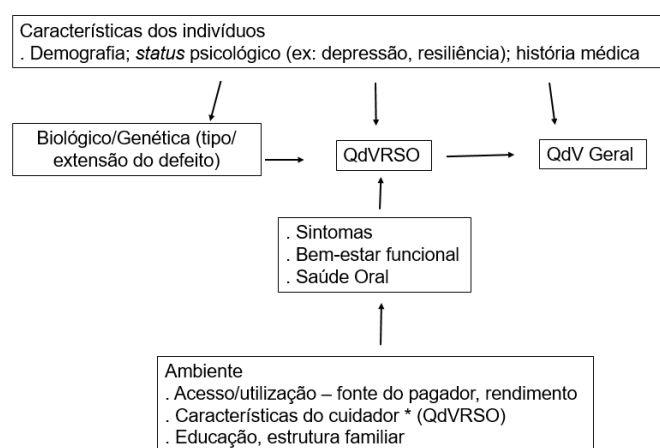 Características dos indivíduos
. Demografia; status psicológico (ex: depressão, resiliência); história médica
Biológico/Genética (tipo/
extensão do defeito)
QdVRSO
QdV Geral
. Sintomas
. Bem-estar funcional
. Saúde Oral
Ambiente
. Acesso/utilização – fonte do pagador, rendimento
. Características do cuidador * (QdVRSO)
. Educação, estrutura familiar